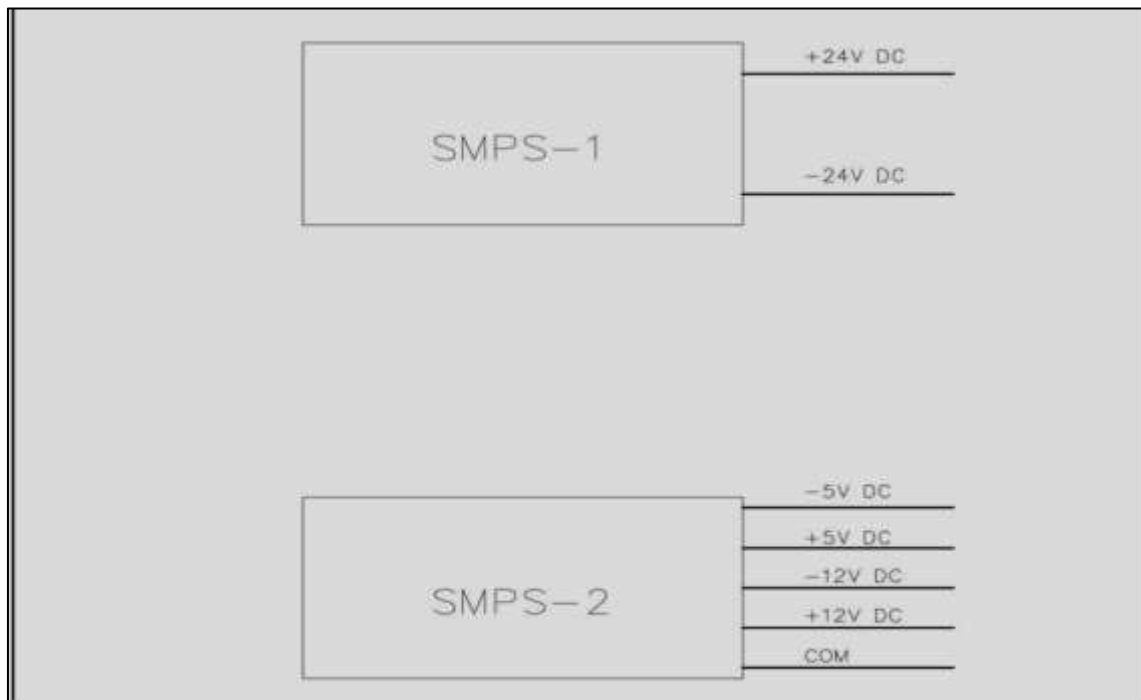 +24V DC
SMPS-1
-24V DC
-5V DC
+5V DC
-12V DC
SMPS-2
+12V DC
COM